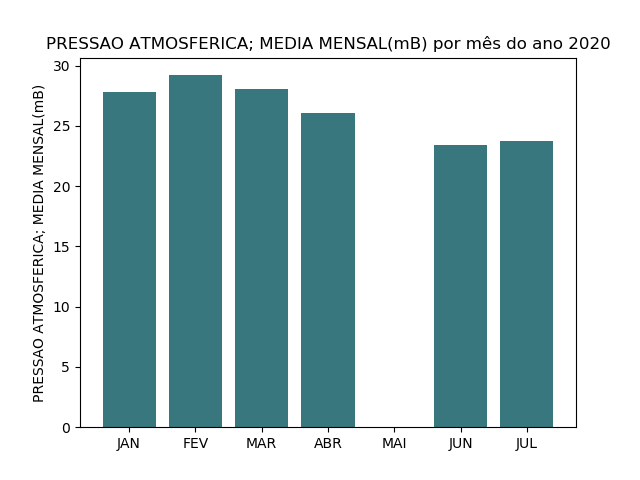 PRESSAO ATMOSFERICA; MEDIA MENSAL(mB) por mês do ano 2020
PRESSAO ATMOSFERICA; MEDIA MENSAL(mB)
30
25
20
15
10
5
0
JAN FEV MAR ABR MAI JUN JUL